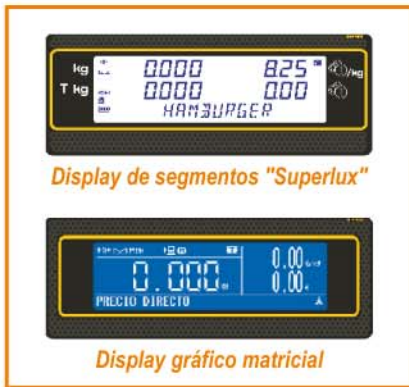 kg 0.000 8.25 /kg
T kg 0.000 0.00
HAMBURGER
Display de segmentos "Superlux"
0.000 0.00
0.00
PRECIO DIRECTO
Display gráfico matricial